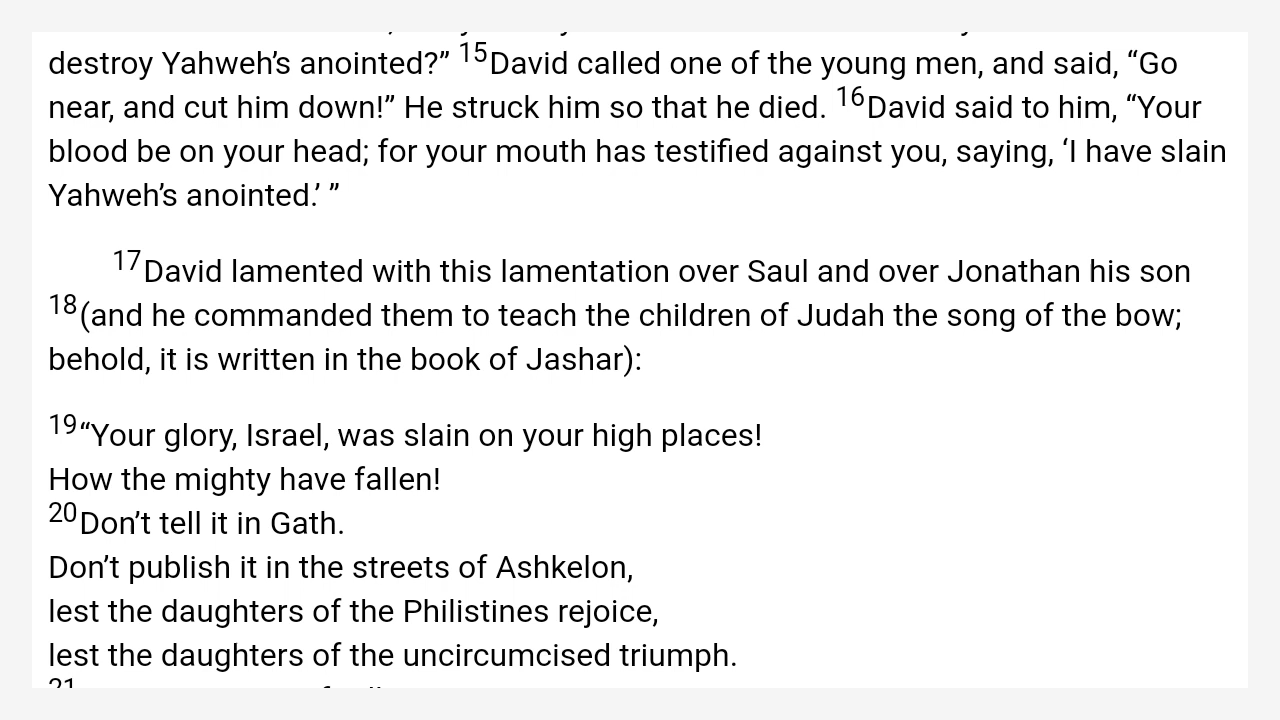 destroy Yahweh’s anointed?” 15David called one of the young men, and said, “Go
near, and cut him down!” He struck him so that he died. 16David said to him, “Your
blood be on your head; for your mouth has testified against you, saying, ‘I have slain
Yahweh’s anointed.’ ”
17David lamented with this lamentation over Saul and over Jonathan his son
18(and he commanded them to teach the children of Judah the song of the bow;
behold, it is written in the book of Jashar):
19“Your glory, Israel, was slain on your high places!
How the mighty have fallen!
20Don’t tell it in Gath.
Don’t publish it in the streets of Ashkelon,
lest the daughters of the Philistines rejoice,
lest the daughters of the uncircumcised triumph.
21